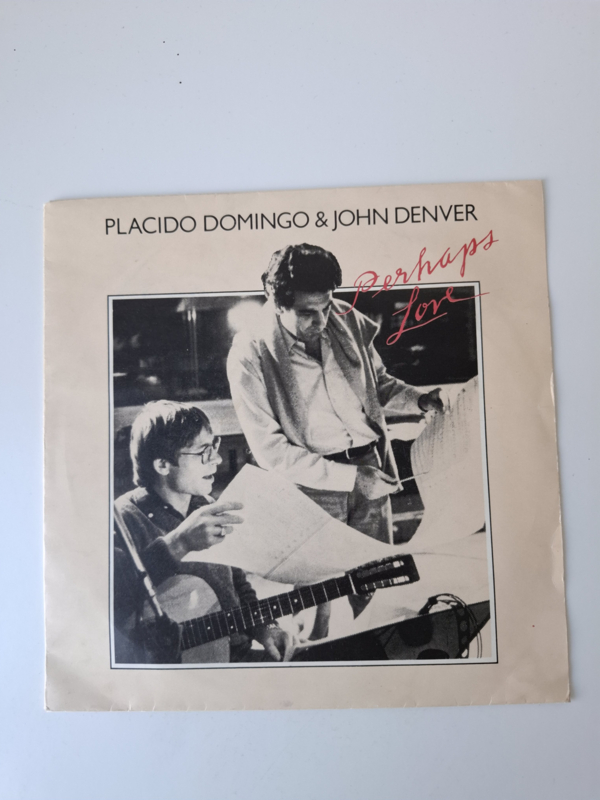 PLACIDO DOMINGO & JOHN DENVER
Perhaps
Love